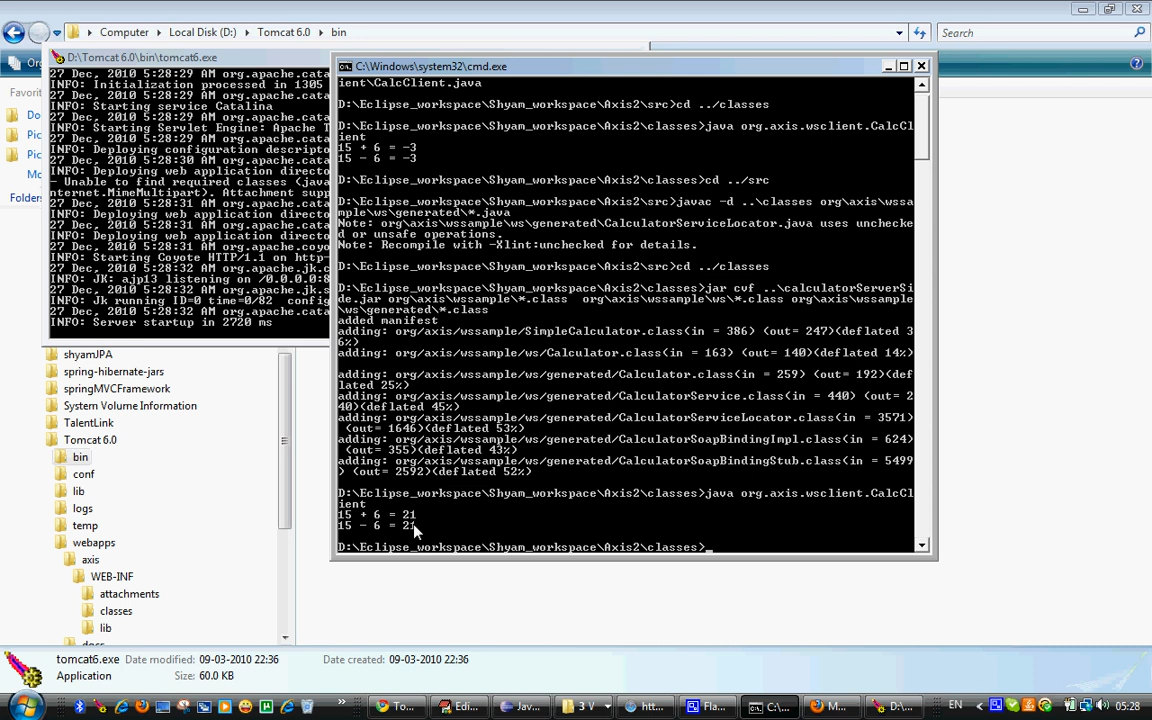 Computer
Local Disk (D:)
Tomcat 6.0
bin
Search
Favorit
Pic
Pic
Folders
D:\Tomcat 6.0\bin\tomcat6.exe
27 Dec, 2010 5:28:29 AM org.apache.cata
INFO: Initialization processed in 1305
27 Dec, 2010 5:28:29 AM org.apache.cata
INFO: Starting service Catalina
27 Dec, 2010 5:28:29 AM org.apache.cata
INFO: Starting Servlet Engine: Apache T
27 Dec, 2010 5:28:29 AM org.apache.cata
INFO: Deploying configuration descripto
27 Dec, 2010 5:28:30 AM org.apache.cata
INFO: Deploying web application directo
- Unable to find required classes (java
nternet.MimeMultipart). Attachment supp
27 Dec, 2010 5:28:31 AM org.apache.cata
INFO: Deploying web application directo
27 Dec, 2010 5:28:31 AM org.apache.cata
INFO: Deploying web application directo
27 Dec, 2010 5:28:31 AM org.apache.coyo
INFO: Starting Coyote HTTP/1.1 on http-
27 Dec, 2010 5:28:32 AM org.apache.jk.c
INFO: JK: ajp13 listening on /0.0.0.0:8
27 Dec, 2010 5:28:32 AM org.apache.jk.s
INFO: Jk running ID=0 time=0/82  config
27 Dec, 2010 5:28:32 AM org.apache.cata
INFO: Server startup in 2720 ms
C:\Windows\system32\cmd.exe
ient\CalcClient.java
D:\Eclipse_workspace\Shyam_workspace\Axis2\src>cd ../classes
D:\Eclipse_workspace\Shyam_workspace\Axis2\classes>java org.axis.wsclient.CalcCl
ient
15 + 6 = -3
15 - 6 = -3
D:\Eclipse_workspace\Shyam_workspace\Axis2\classes>cd ../src
D:\Eclipse_workspace\Shyam_workspace\Axis2\src>javac -d ..\classes org\axis\wssa
mple\ws\generated\*.java
Note: org\axis\wssample\ws\generated\CalculatorServiceLocator.java uses unchecke
d or unsafe operations.
Note: Recompile with -Xlint:unchecked for details.
D:\Eclipse_workspace\Shyam_workspace\Axis2\src>cd ../classes
D:\Eclipse_workspace\Shyam_workspace\Axis2\classes>jar cvf ..\calculatorServerSi
de.jar org\axis\wssample\*.class  org\axis\wssample\ws\*.class org\axis\wssample
\ws\generated\*.class
added manifest
adding: org/axis/wssample/SimpleCalculator.class(in = 386) (out= 247)(deflated 3
6%)
adding: org/axis/wssample/ws/Calculator.class(in = 163) (out= 140)(deflated 14%)
adding: org/axis/wssample/ws/generated/Calculator.class(in = 259) (out= 192)(def
lated 25%)
adding: org/axis/wssample/ws/generated/CalculatorService.class(in = 440) (out= 2
40)(deflated 45%)
adding: org/axis/wssample/ws/generated/CalculatorServiceLocator.class(in = 3571)
 (out= 1646)(deflated 53%)
adding: org/axis/wssample/ws/generated/CalculatorSoapBindingImpl.class(in = 624)
 (out= 355)(deflated 43%)
adding: org/axis/wssample/ws/generated/CalculatorSoapBindingStub.class(in = 5499
) (out= 2592)(deflated 52%)
D:\Eclipse_workspace\Shyam_workspace\Axis2\classes>java org.axis.wsclient.CalcCl
ient
15 + 6 = 21
15 - 6 = 21
D:\Eclipse_workspace\Shyam_workspace\Axis2\classes>_
shyamJPA
spring-hibernate-jars
springMVCFramework
System Volume Information
TalentLink
Tomcat 6.0
bin
conf
lib
logs
temp
webapps
axis
WEB-INF
attachments
classes
lib
tomcat6.exe Date modified: 09-03-2010 22:36 Date created: 09-03-2010 22:36
Application Size: 60.0 KB
To...
Edi...
Jav...
3 V
htt...
Fla...
C:\...
M...
D:\...
EN
05:28